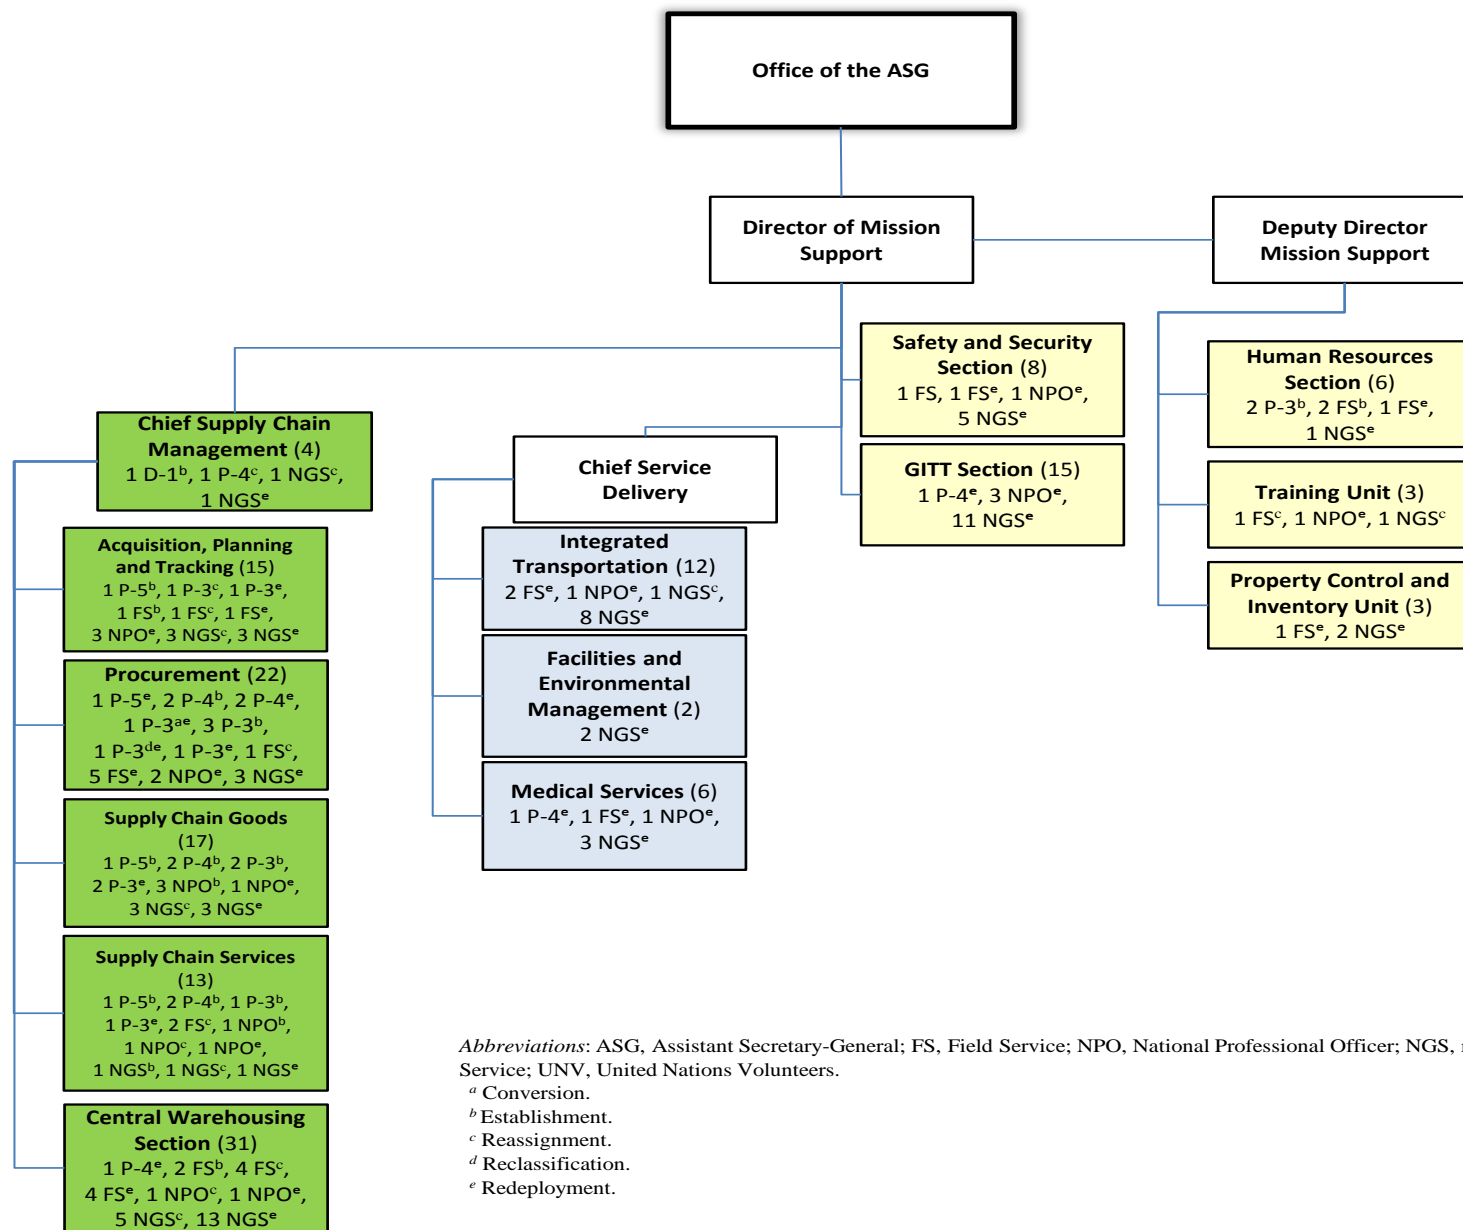 Office of the ASG
Director of Mission
Support
Deputy Director
Mission Support
Safety and Security
Section (8)
1 FS, 1 FSᵉ, 1 NPOᵉ,
5 NGSᵉ
GITT Section (15)
1 P-4ᵉ, 3 NPOᵉ,
11 NGSᵉ
Human Resources
Section (6)
2 P-3ᵇ, 2 FSᵇ, 1 FSᵉ,
1 NGSᵉ
Training Unit (3)
1 FSᶜ, 1 NPOᵉ, 1 NGSᶜ
Property Control and
Inventory Unit (3)
1 FSᵉ, 2 NGSᵉ
Chief Supply Chain
Management (4)
1 D-1ᵇ, 1 P-4ᶜ, 1 NGSᶜ,
1 NGSᵉ
Acquisition, Planning
and Tracking (15)
1 P-5ᵇ, 1 P-3ᶜ, 1 P-3ᵉ,
1 FSᵇ, 1 FSᶜ, 1 FSᵉ,
3 NPOᵉ, 3 NGSᶜ, 3 NGSᵉ
Procurement (22)
1 P-5ᵉ, 2 P-4ᵇ, 2 P-4ᵉ,
1 P-3ᵃᵉ, 3 P-3ᵇ,
1 P-3ᵈᵉ, 1 P-3ᵉ, 1 FSᶜ,
5 FSᵉ, 2 NPOᵉ, 3 NGSᵉ
Supply Chain Goods
(17)
1 P-5ᵇ, 2 P-4ᵇ, 2 P-3ᵇ,
2 P-3ᵉ, 3 NPOᵇ, 1 NPOᵉ,
3 NGSᶜ, 3 NGSᵉ
Supply Chain Services
(13)
1 P-5ᵇ, 2 P-4ᵇ, 1 P-3ᵇ,
1 P-3ᵉ, 2 FSᶜ, 1 NPOᵇ,
1 NPOᶜ, 1 NPOᵉ,
1 NGSᵇ, 1 NGSᶜ, 1 NGSᵉ
Central Warehousing
Section (31)
1 P-4ᵉ, 2 FSᵇ, 4 FSᶜ,
4 FSᵉ, 1 NPOᶜ, 1 NPOᵉ,
5 NGSᶜ, 13 NGSᵉ
Chief Service
Delivery
Integrated
Transportation (12)
2 FSᵉ, 1 NPOᵉ, 1 NGSᶜ,
8 NGSᵉ
Facilities and
Environmental
Management (2)
2 NGSᵉ
Medical Services (6)
1 P-4ᵉ, 1 FSᵉ, 1 NPOᵉ,
3 NGSᵉ
Abbreviations: ASG, Assistant Secretary-General; FS, Field Service; NPO, National Professional Officer; NGS,
Service; UNV, United Nations Volunteers.
ᵃ Conversion.
ᵇ Establishment.
ᶜ Reassignment.
ᵈ Reclassification.
ᵉ Redeployment.